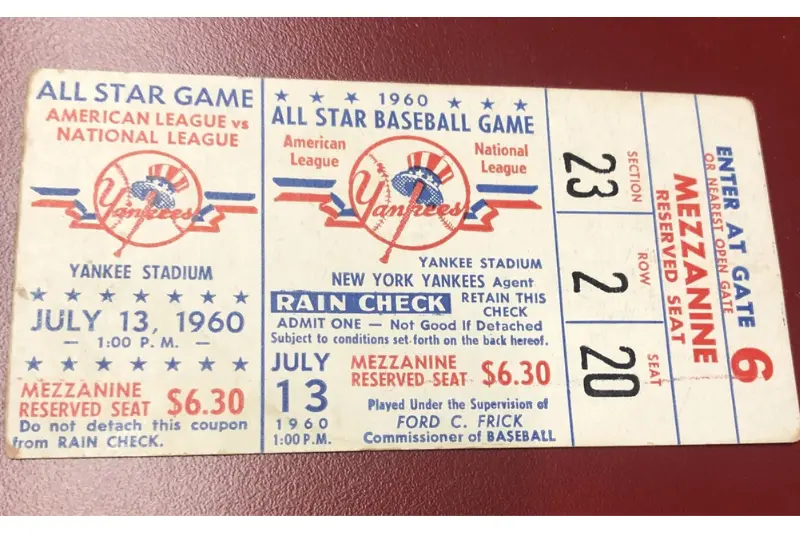 ALL STAR GAME
AMERICAN LEAGUE vs
NATIONAL LEAGUE
Yankees
YANKEE STADIUM
JULY 13, 1960
— 1:00 P. M. —
MEZZANINE
RESERVED SEAT $6.30
Do not detach this coupon
from RAIN CHECK.
1960
ALL STAR BASEBALL GAME
American
League
National
League
Yankees
YANKEE STADIUM
NEW YORK YANKEES Agent
RAIN CHECK RETAIN THIS
CHECK
ADMIT ONE — Not Good If Detached
Subject to conditions set forth on the back hereof.
JULY
13
1960
1:00 P.M.
MEZZANINE
RESERVED SEAT $6.30
Played Under the Supervision of
FORD C. FRICK
Commissioner of BASEBALL
SECTION
23
ROW
2
SEAT
20
ENTER AT GATE 6
OR NEAREST OPEN GATE
MEZZANINE
RESERVED SEAT